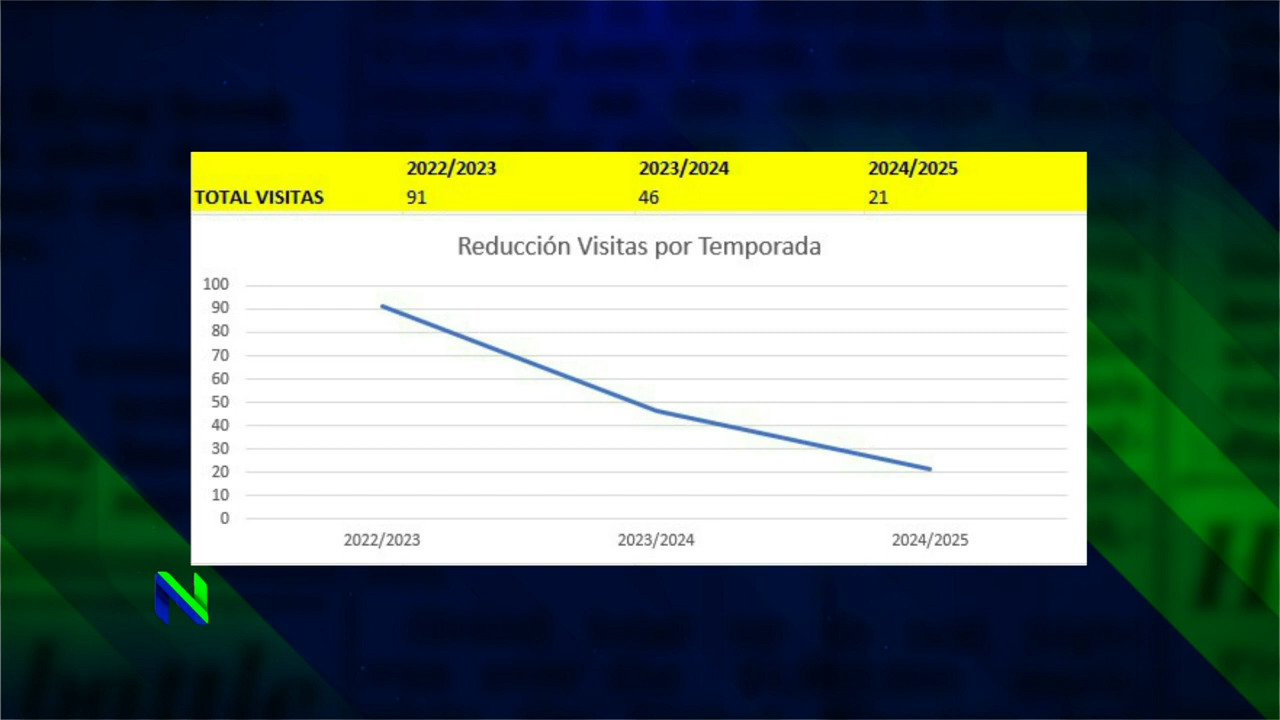 2022/2023 2023/2024 2024/2025
TOTAL VISITAS 91 46 21
Reducción Visitas por Temporada
100
90
80
70
60
50
40
30
20
10
0
2022/2023 2023/2024 2024/2025
N